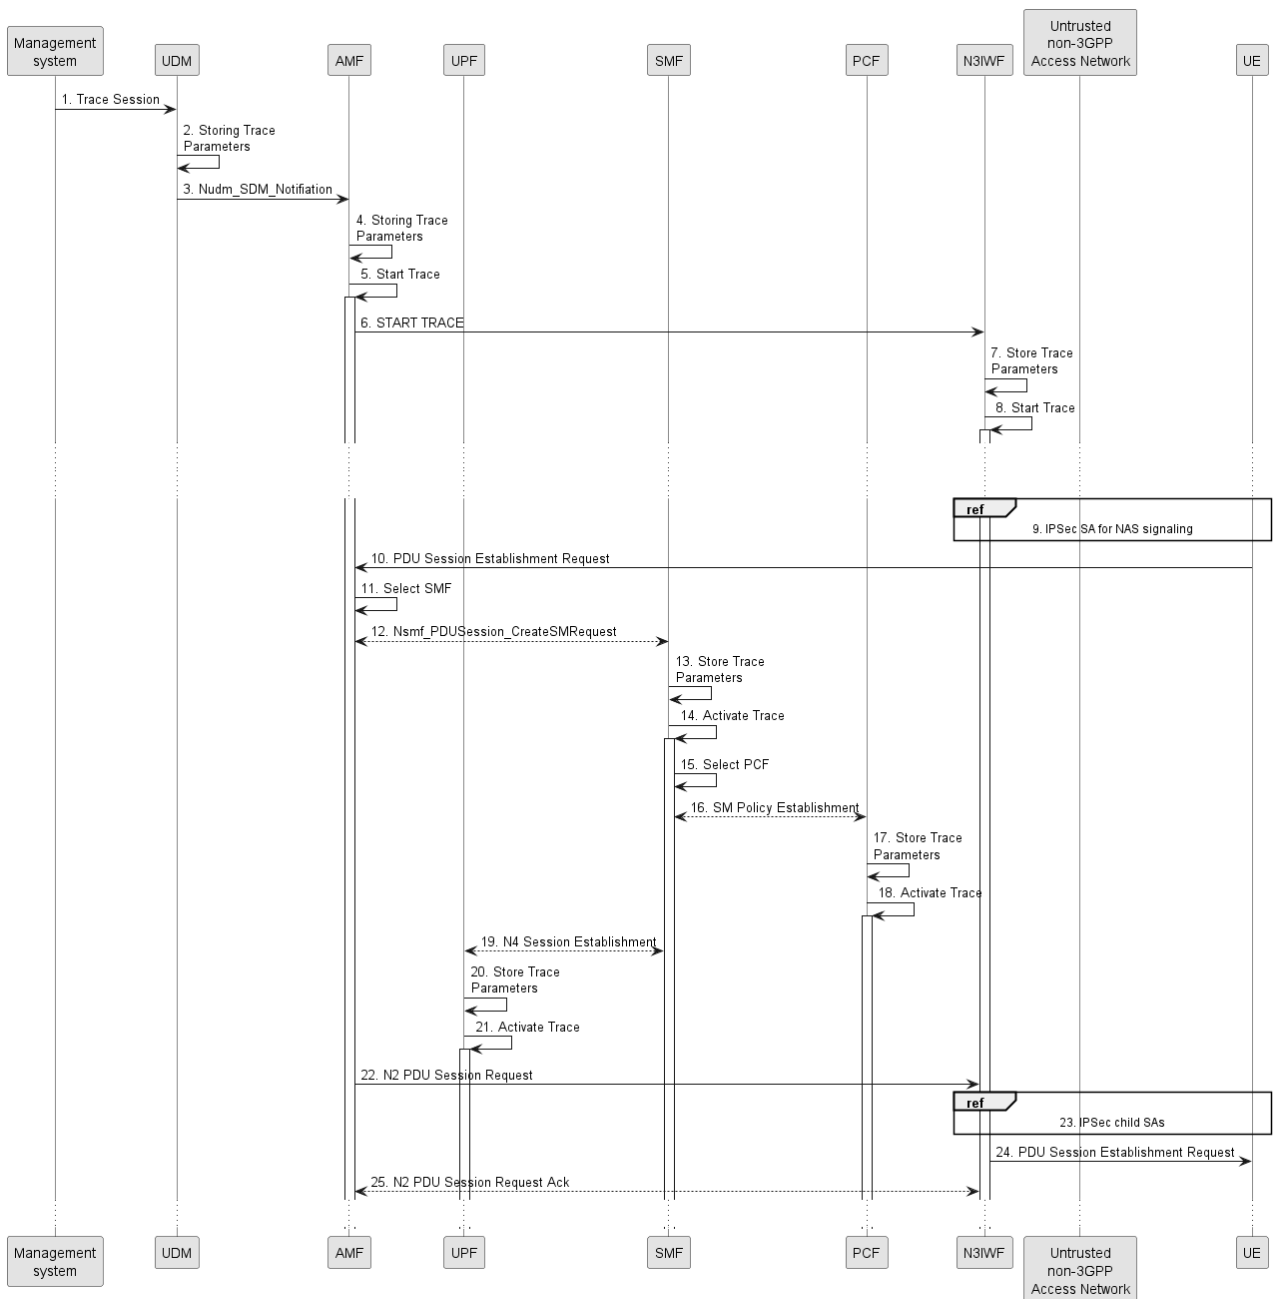 Management
system
UDM
AMF
UPF
SMF
PCF
N3IWF
Untrusted
non-3GPP
Access Network
UE
1. Trace Session
2. Storing Trace
Parameters
3. Nudm_SDM_Notifiation
4. Storing Trace
Parameters
5. Start Trace
6. START TRACE
7. Store Trace
Parameters
8. Start Trace
ref
9. IPSec SA for NAS signaling
10. PDU Session Establishment Request
11. Select SMF
12. Nsmf_PDUSession_CreateSMRequest
13. Store Trace
Parameters
14. Activate Trace
15. Select PCF
16. SM Policy Establishment
17. Store Trace
Parameters
18. Activate Trace
19. N4 Session Establishment
20. Store Trace
Parameters
21. Activate Trace
22. N2 PDU Session Request
ref
23. IPSec child SAs
24. PDU Session Establishment Request
25. N2 PDU Session Request Ack
Management
system
UDM
AMF
UPF
SMF
PCF
N3IWF
Untrusted
non-3GPP
Access Network
UE